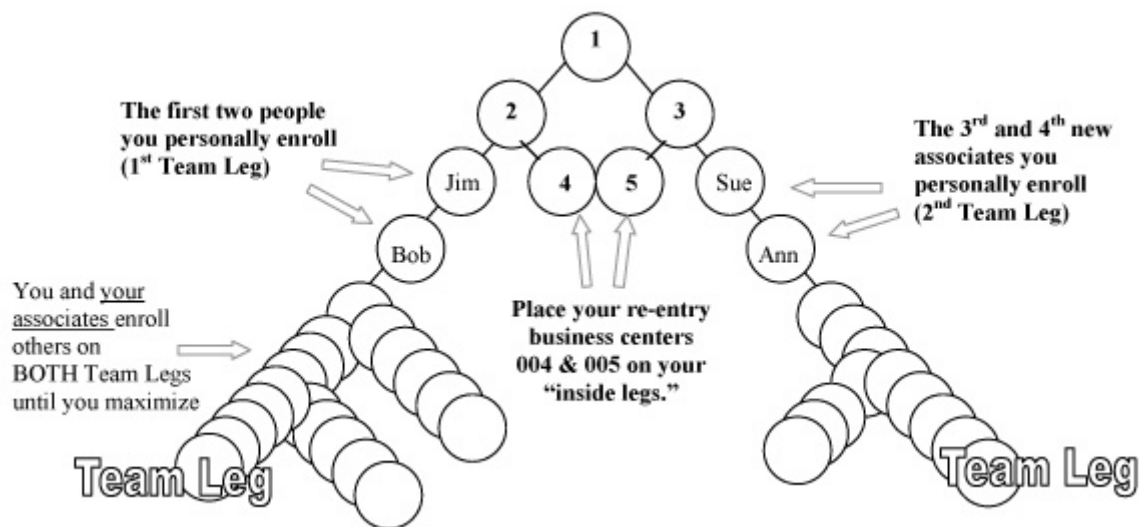 1
2
3
The first two people
you personally enroll
(1st Team Leg)
The 3rd and 4th new
associates you
personally enroll
(2nd Team Leg)
Jim
4
5
Sue
Bob
Ann
You and your
associates enroll
others on
BOTH Team Legs
until you maximize
Place your re-entry
business centers
004 & 005 on your
“inside legs.”
Team Leg
Team Leg